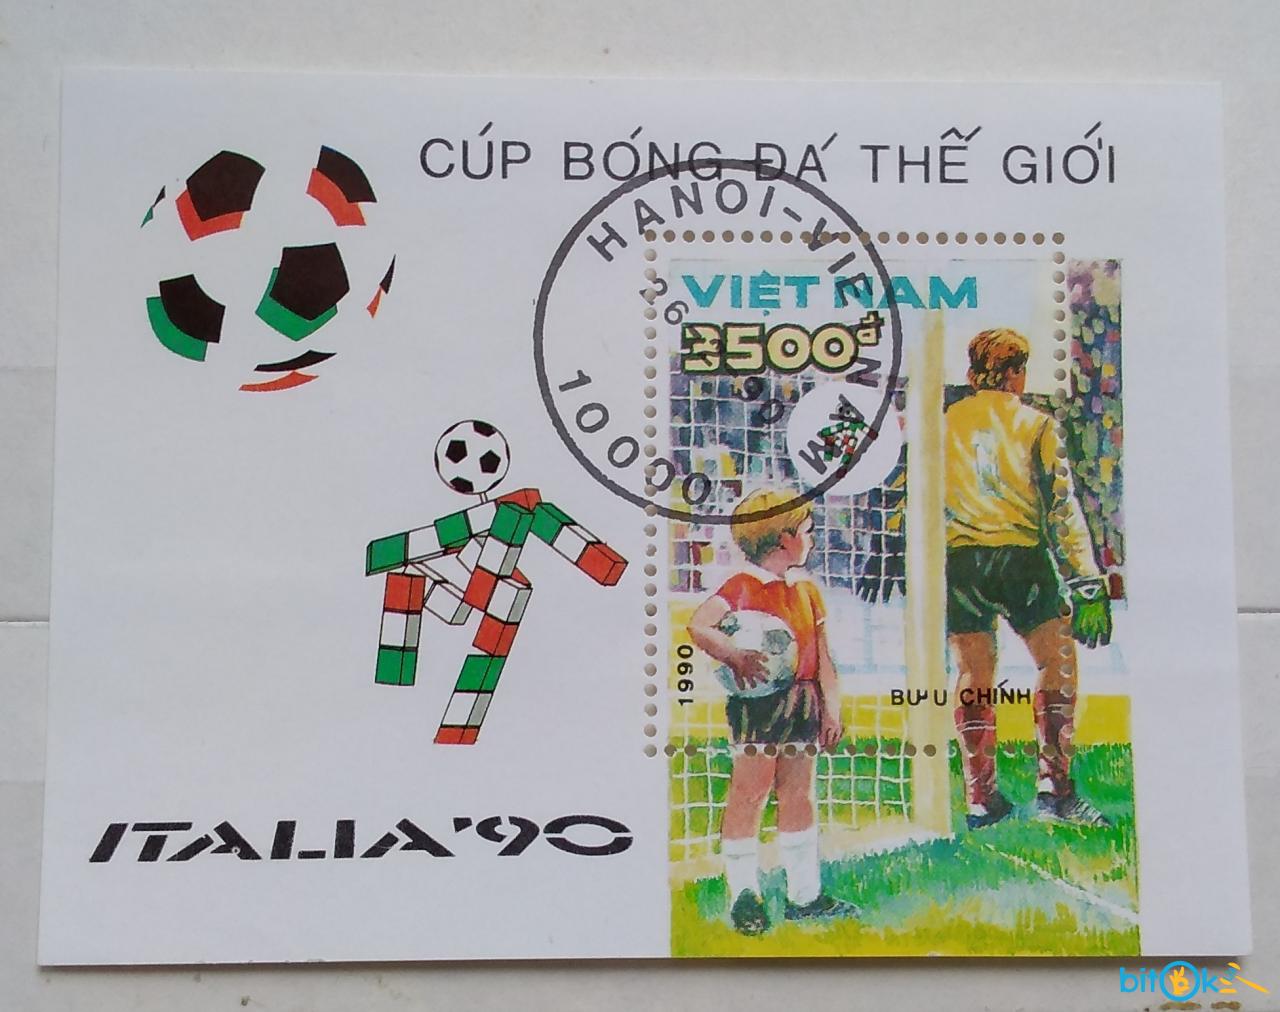 CÚP BÓNG ĐÁ THẾ GIỚI
HANOI-VIETNAM
10000
VIỆT NAM
3500đ
1990
BƯU CHÍNH
ITALIA'90
bitok